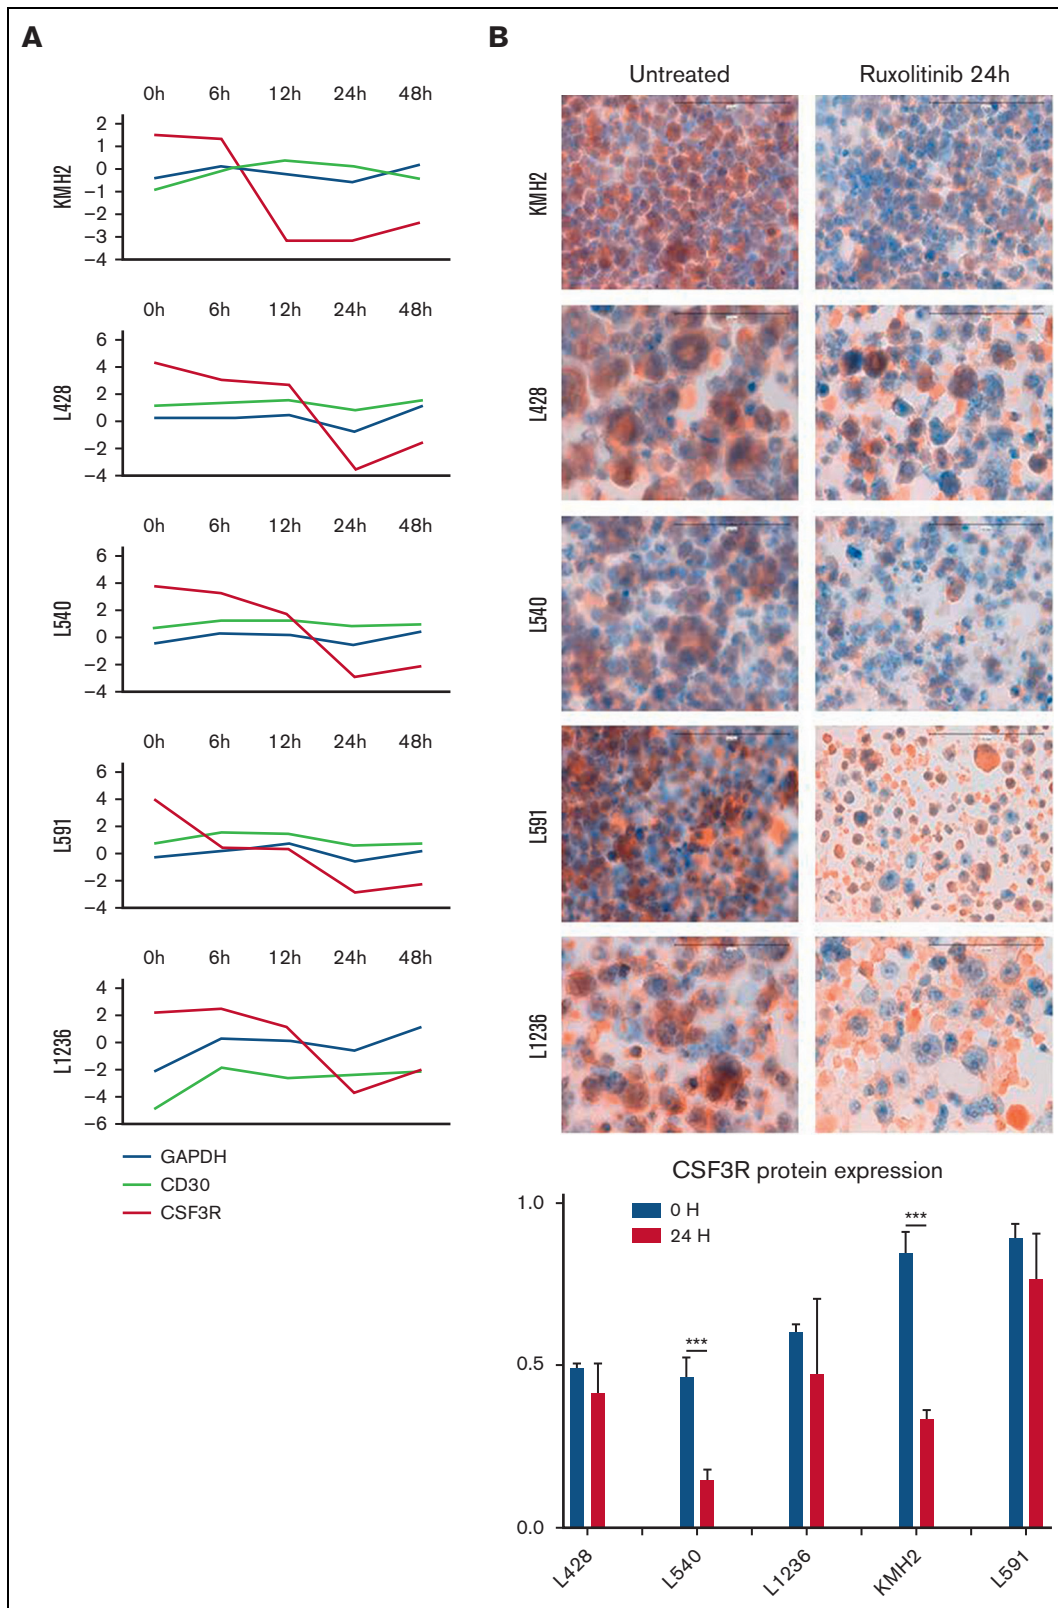 A
0h 6h 12h 24h 48h
KMH2
2
1
0
−1
−2
−3
−4
0h 6h 12h 24h 48h
L428
6
4
2
0
−2
−4
0h 6h 12h 24h 48h
L540
6
4
2
0
−2
−4
0h 6h 12h 24h 48h
L591
6
4
2
0
−2
−4
0h 6h 12h 24h 48h
L1236
4
2
0
−2
−4
−6
GAPDH
CD30
CSF3R
B
Untreated Ruxolitinib 24h
KMH2
L428
L540
L591
L1236
CSF3R protein expression
1.0
0.5
0.0
0 H
24 H
***
***
L428 L540 L1236 KMH2 L591